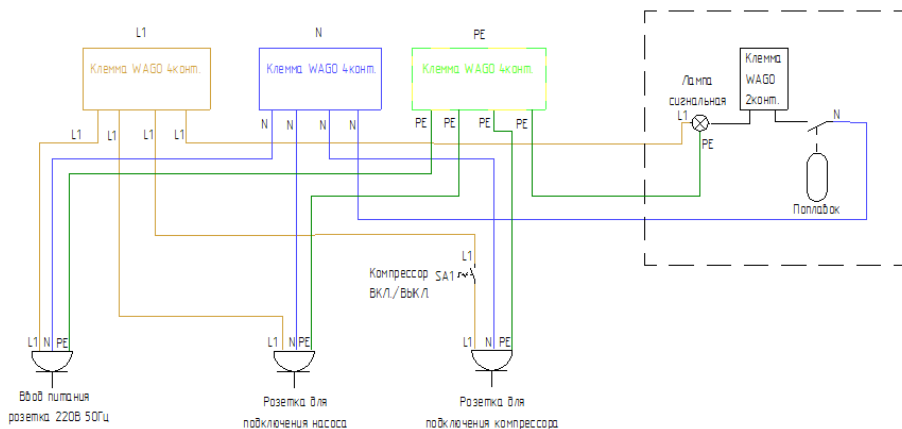 L1
N
PE
Клемма WAGO 4конт.
Клемма WAGO 4конт.
Клемма WAGO 4конт.
Клемма
WAGO
2конт.
Лампа
сигнальная
L1
N
PE
L1
L1
L1
L1
N
N
N
N
PE
PE
PE
PE
Поплавок
L1
Компрессор
ВКЛ./ВЫКЛ.
SA1
L1
N
PE
L1
N
PE
L1
N
PE
Ввод питания
розетка 220В 50Гц
Розетка для
подключения насоса
Розетка для
подключения компрессора